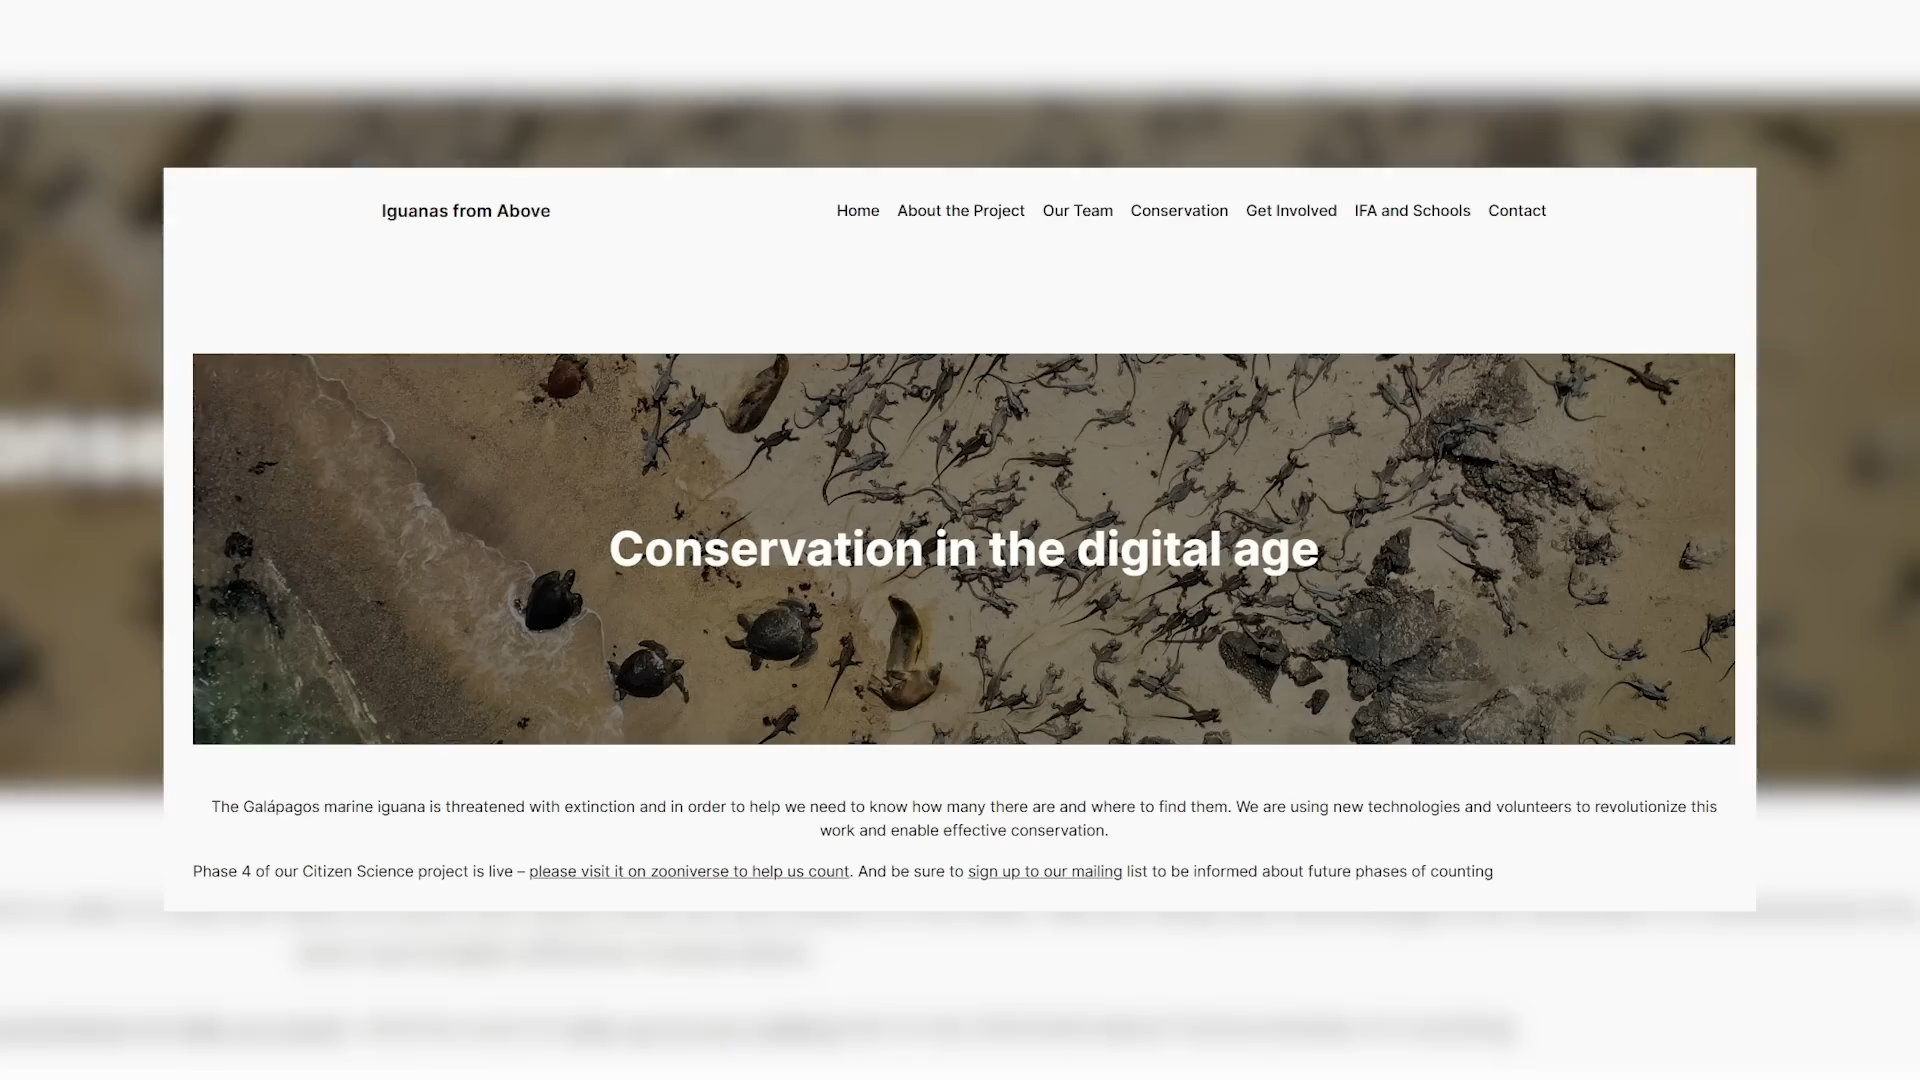 Iguanas from Above
Home About the Project Our Team Conservation Get Involved IFA and Schools Contact
Conservation in the digital age
The Galápagos marine iguana is threatened with extinction and in order to help we need to know how many there are and where to find them. We are using new technologies and volunteers to revolutionize this
work and enable effective conservation.
Phase 4 of our Citizen Science project is live – please visit it on zooniverse to help us count. And be sure to sign up to our mailing list to be informed about future phases of counting